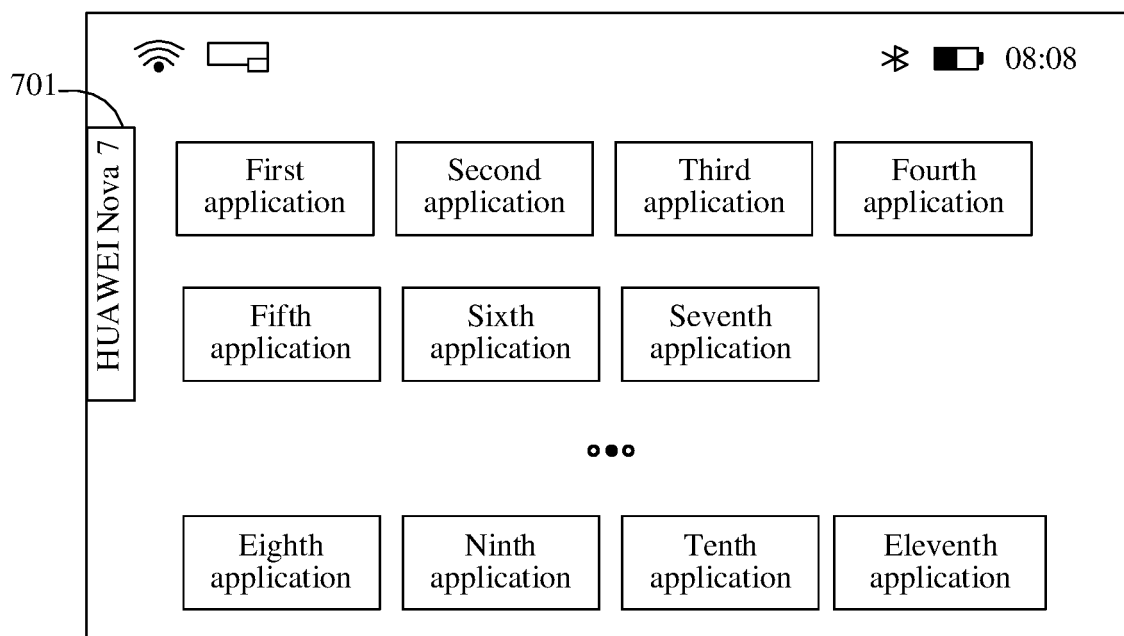 08:08
701
HUAWEI Nova 7
First application
Second application
Third application
Fourth application
Fifth application
Sixth application
Seventh application
Eighth application
Ninth application
Tenth application
Eleventh application